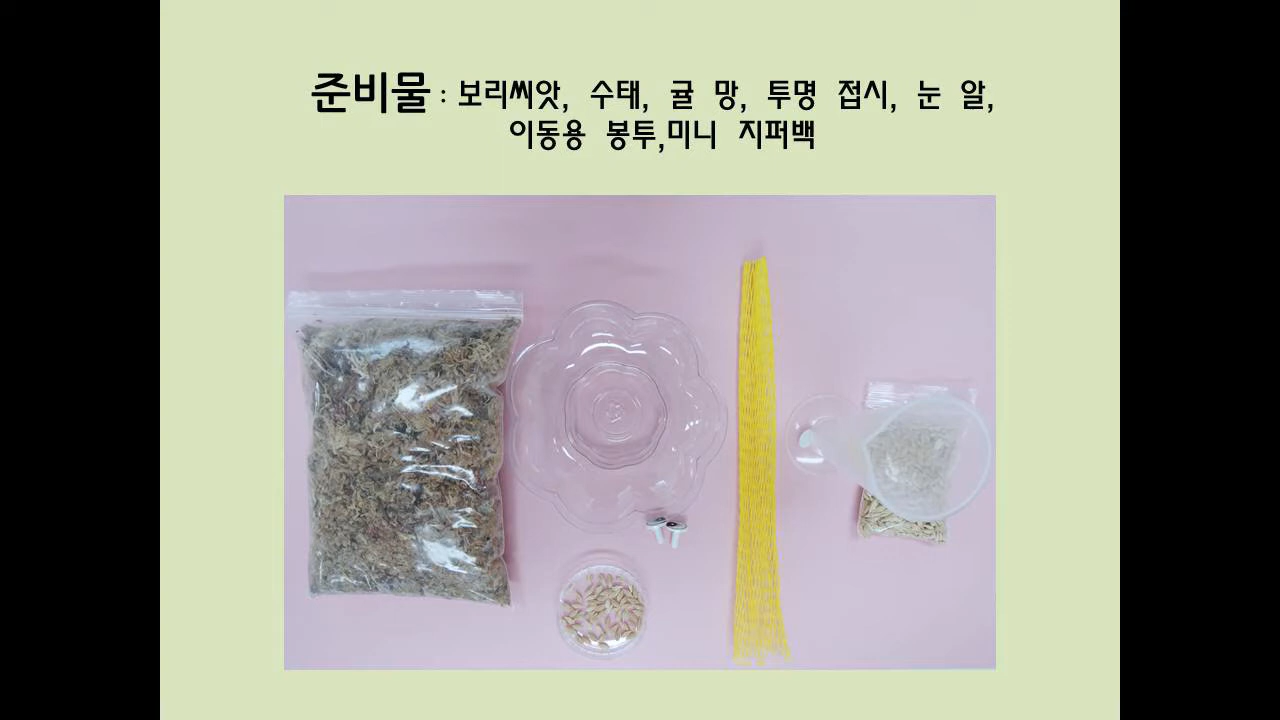 준비물 : 보리씨앗, 수태, 귤 망, 투명 접시, 눈 알,
이동용 봉투,미니 지퍼백